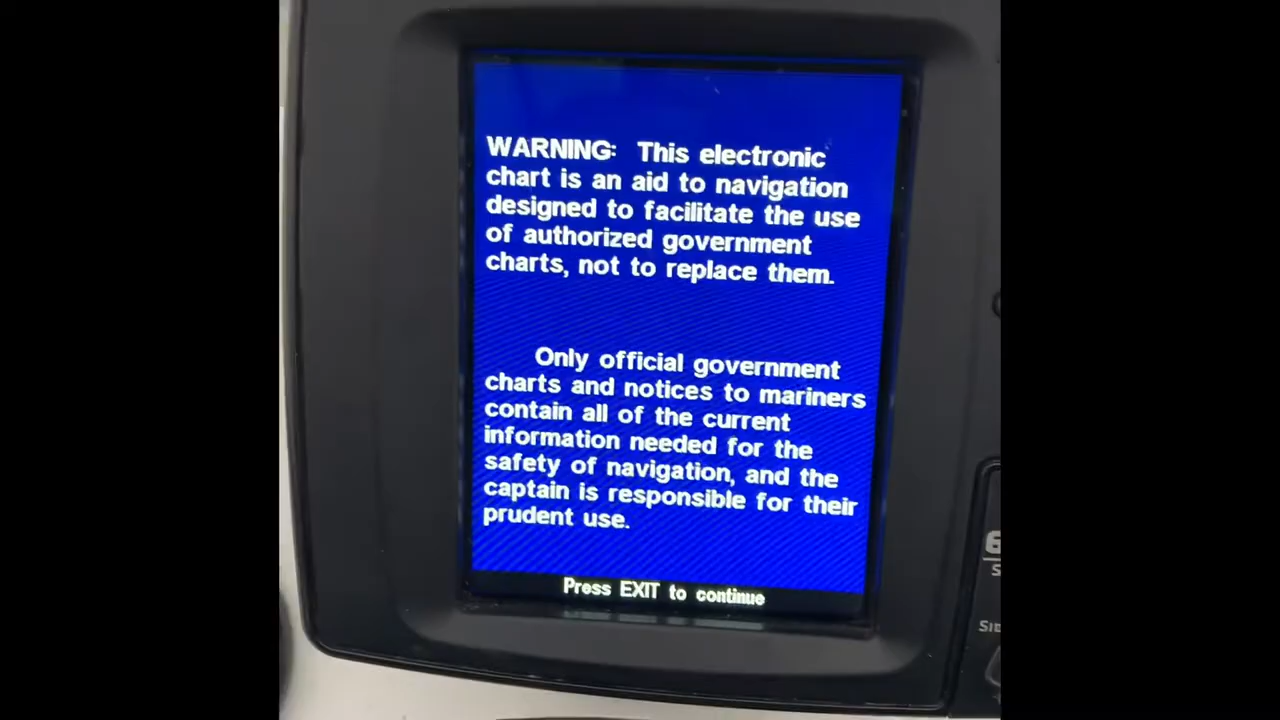 WARNING: This electronic
chart is an aid to navigation
designed to facilitate the use
of authorized government
charts, not to replace them.
Only official government
charts and notices to mariners
contain all of the current
information needed for the
safety of navigation, and the
captain is responsible for their
prudent use.
Press EXIT to continue